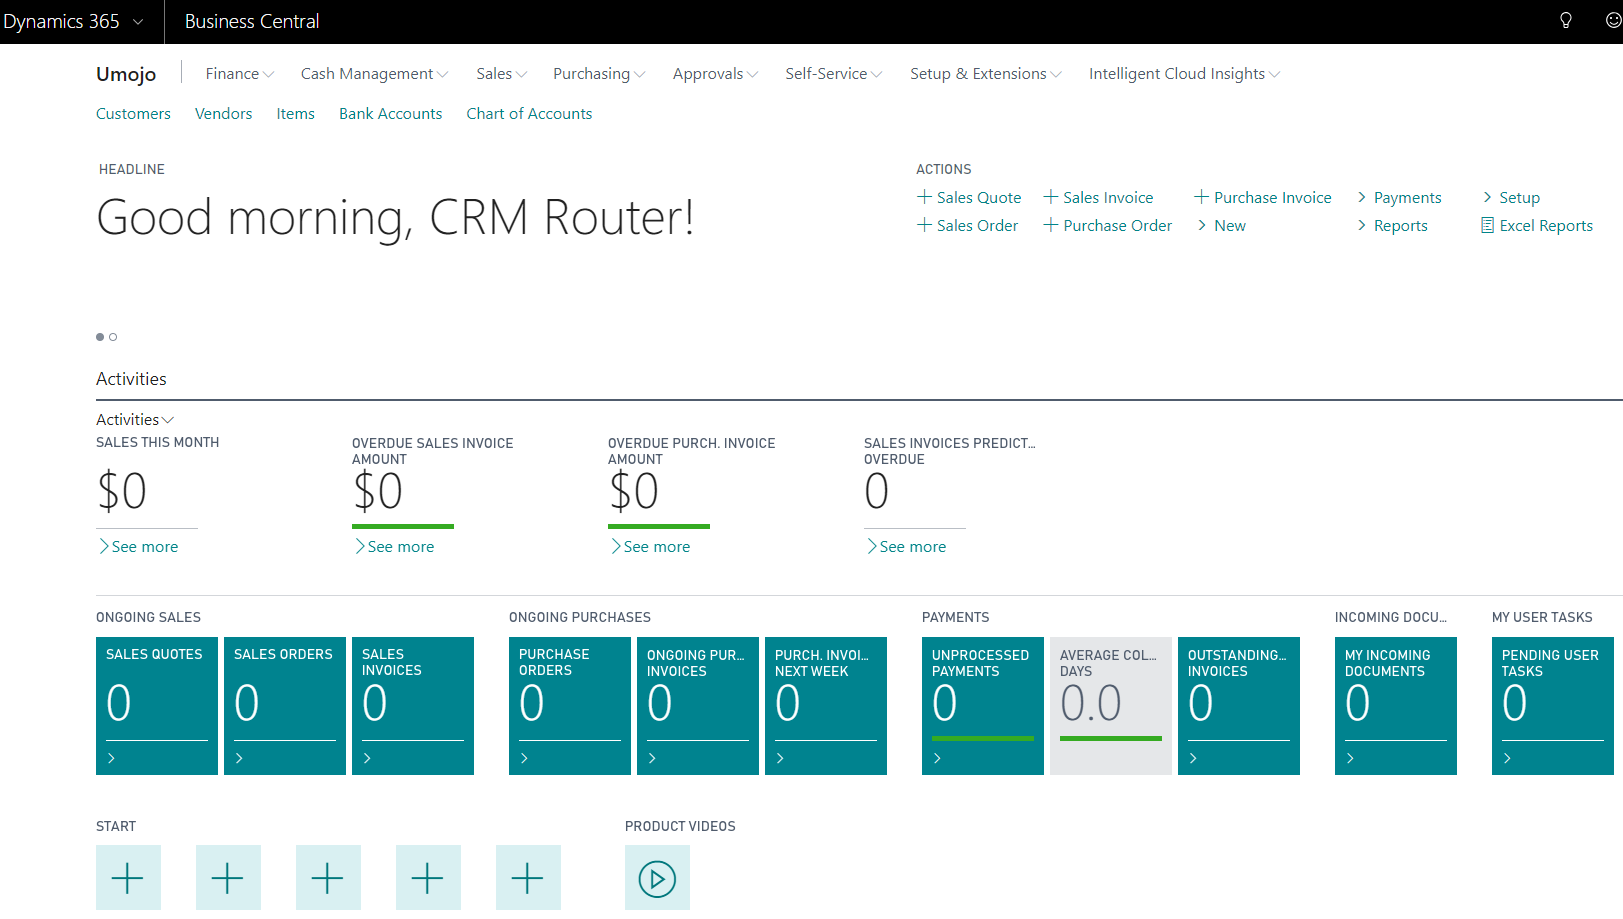 Dynamics 365
Business Central
Umojo
Finance Cash Management Sales Purchasing Approvals Self-Service Setup & Extensions Intelligent Cloud Insights
Customers Vendors Items Bank Accounts Chart of Accounts
HEADLINE
Good morning, CRM Router!
ACTIONS
Sales Quote Sales Invoice Purchase Invoice Payments Setup
Sales Order Purchase Order New Reports Excel Reports
Activities
Activities
SALES THIS MONTH
$0
See more
OVERDUE SALES INVOICE
AMOUNT
$0
See more
OVERDUE PURCH. INVOICE
AMOUNT
$0
See more
SALES INVOICES PREDICT...
OVERDUE
0
See more
ONGOING SALES
SALES QUOTES
0
SALES ORDERS
0
SALES
INVOICES
0
ONGOING PURCHASES
PURCHASE
ORDERS
0
ONGOING PUR...
INVOICES
0
PURCH. INVOI...
NEXT WEEK
0
PAYMENTS
UNPROCESSED
PAYMENTS
0
AVERAGE COL...
DAYS
0.0
OUTSTANDING...
INVOICES
0
INCOMING DOCU...
MY INCOMING
DOCUMENTS
0
MY USER TASKS
PENDING USER
TASKS
0
START
PRODUCT VIDEOS